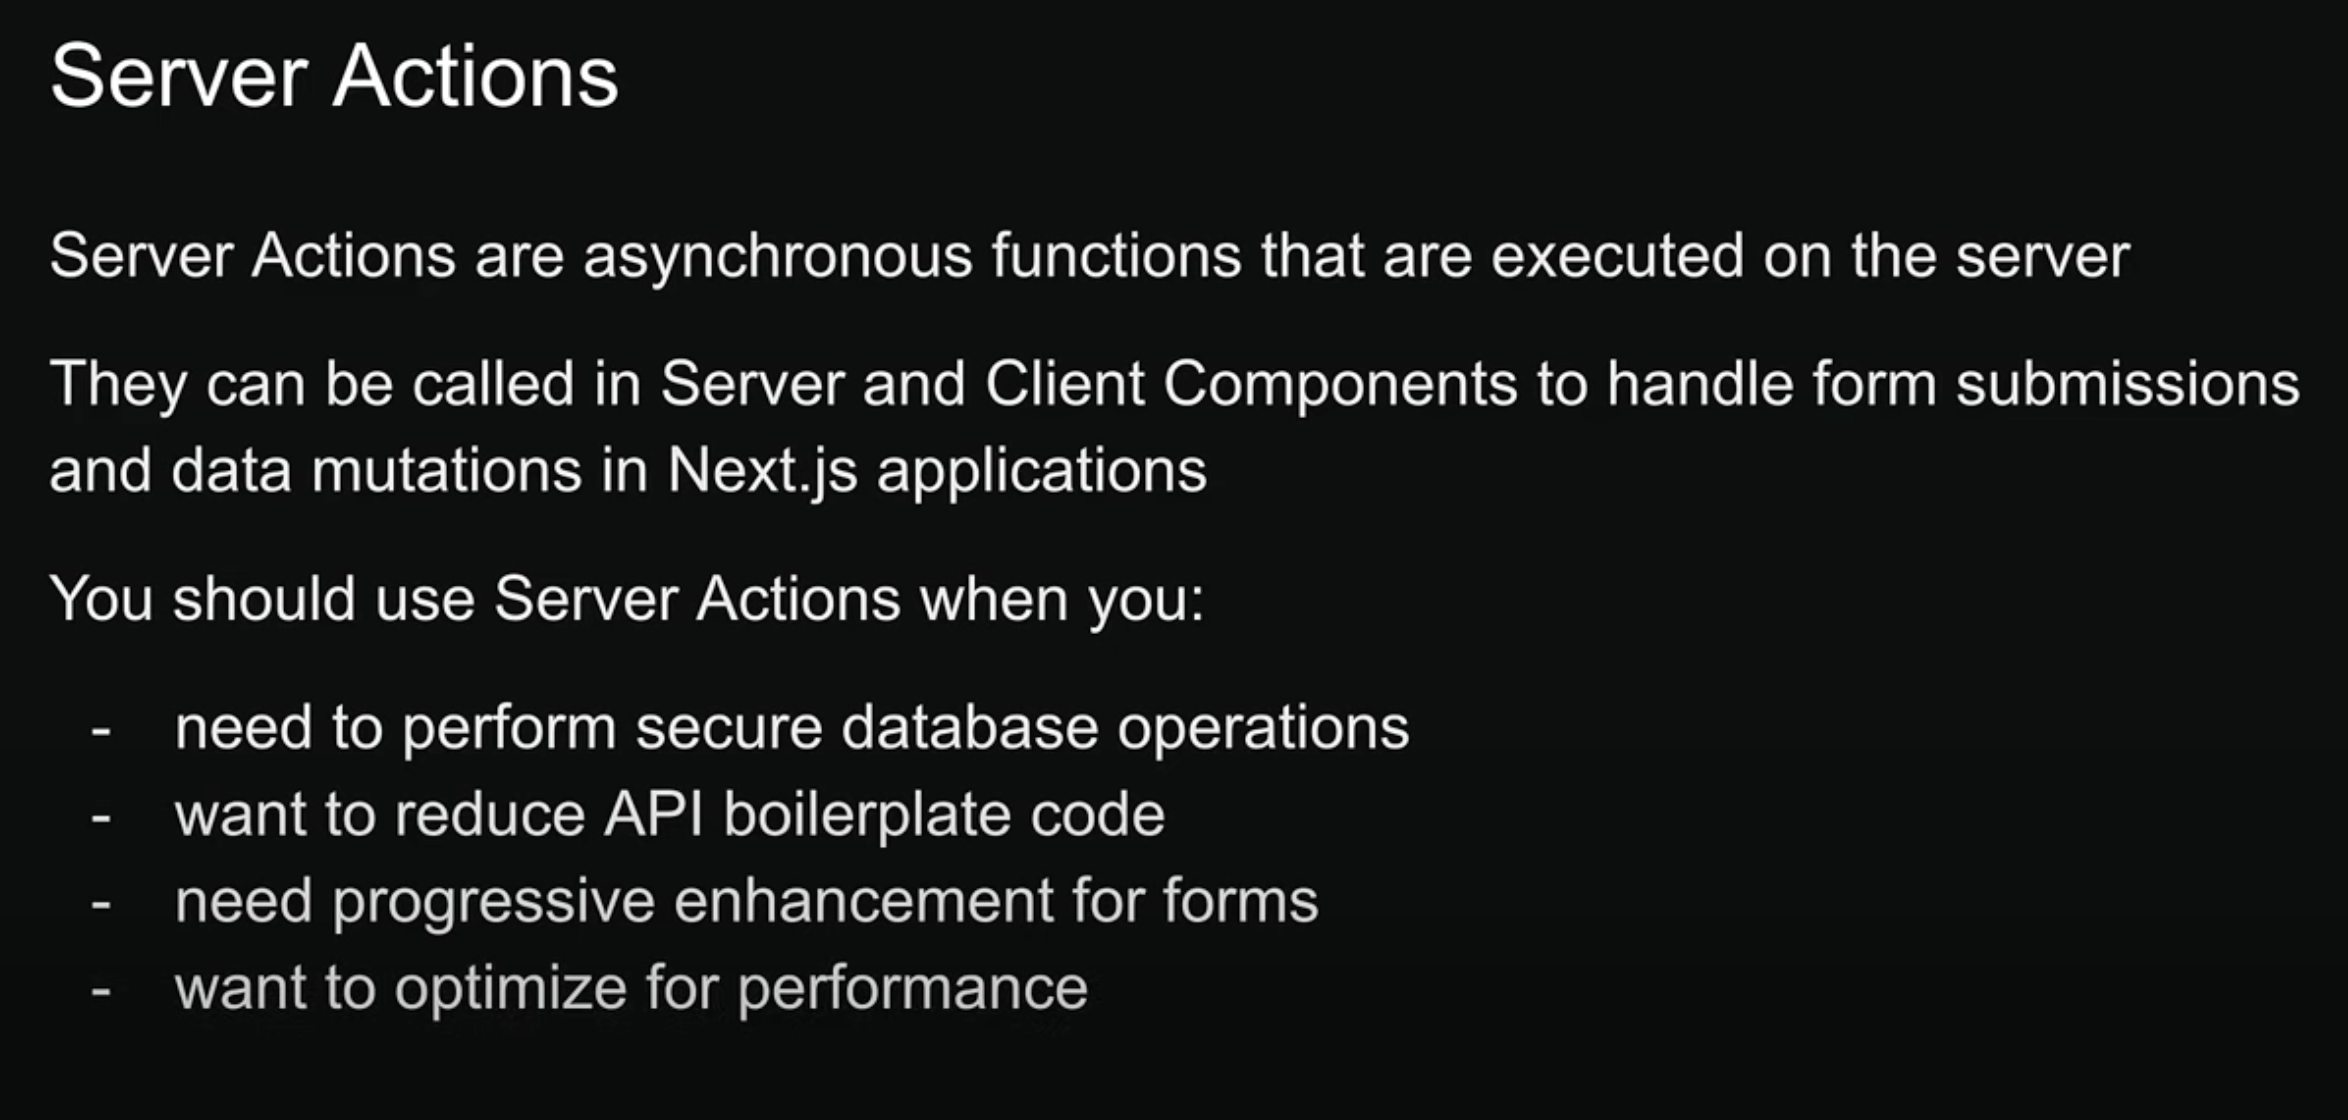 Server Actions
Server Actions are asynchronous functions that are executed on the server
They can be called in Server and Client Components to handle form submissions
and data mutations in Next.js applications
You should use Server Actions when you:
- need to perform secure database operations
- want to reduce API boilerplate code
- need progressive enhancement for forms
- want to optimize for performance